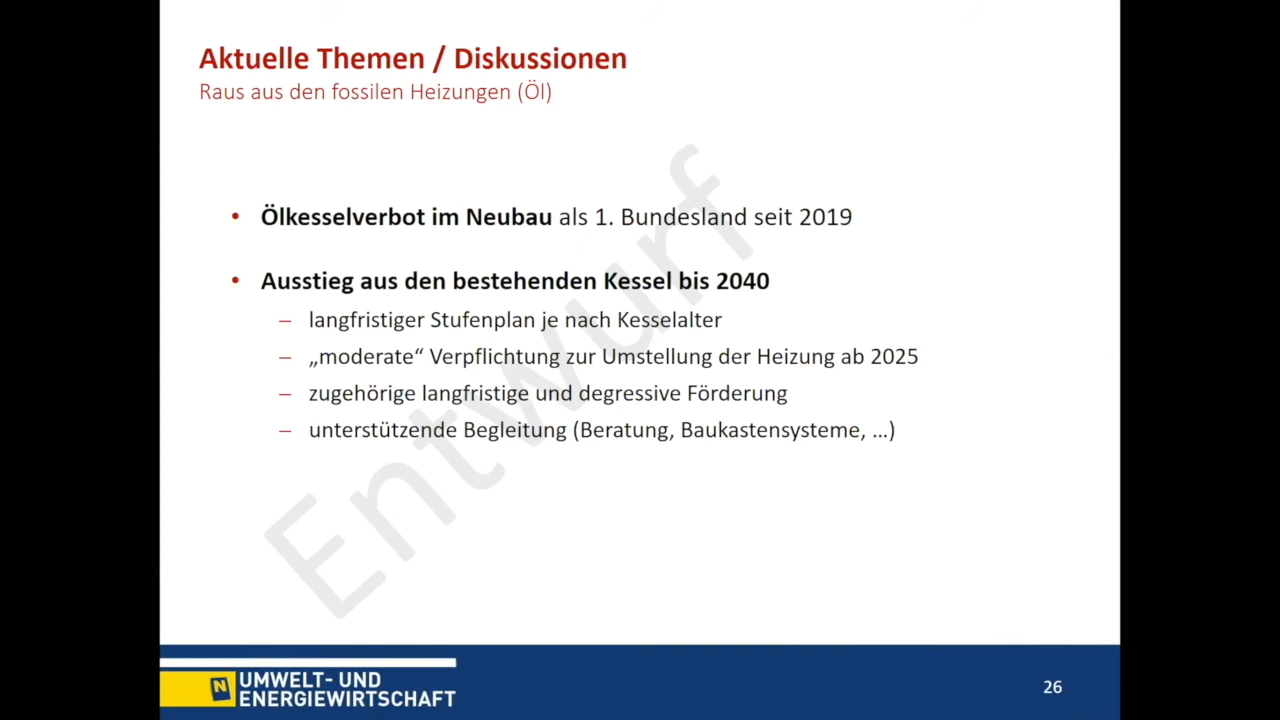 Aktuelle Themen / Diskussionen
Raus aus den fossilen Heizungen (Öl)
• Ölkesselverbot im Neubau als 1. Bundesland seit 2019
• Ausstieg aus den bestehenden Kessel bis 2040
– langfristiger Stufenplan je nach Kesselalter
– „moderate“ Verpflichtung zur Umstellung der Heizung ab 2025
– zugehörige langfristige und degressive Förderung
– unterstützende Begleitung (Beratung, Baukastensysteme, …)
Entwurf
N UMWELT- UND
ENERGIEWIRTSCHAFT
26